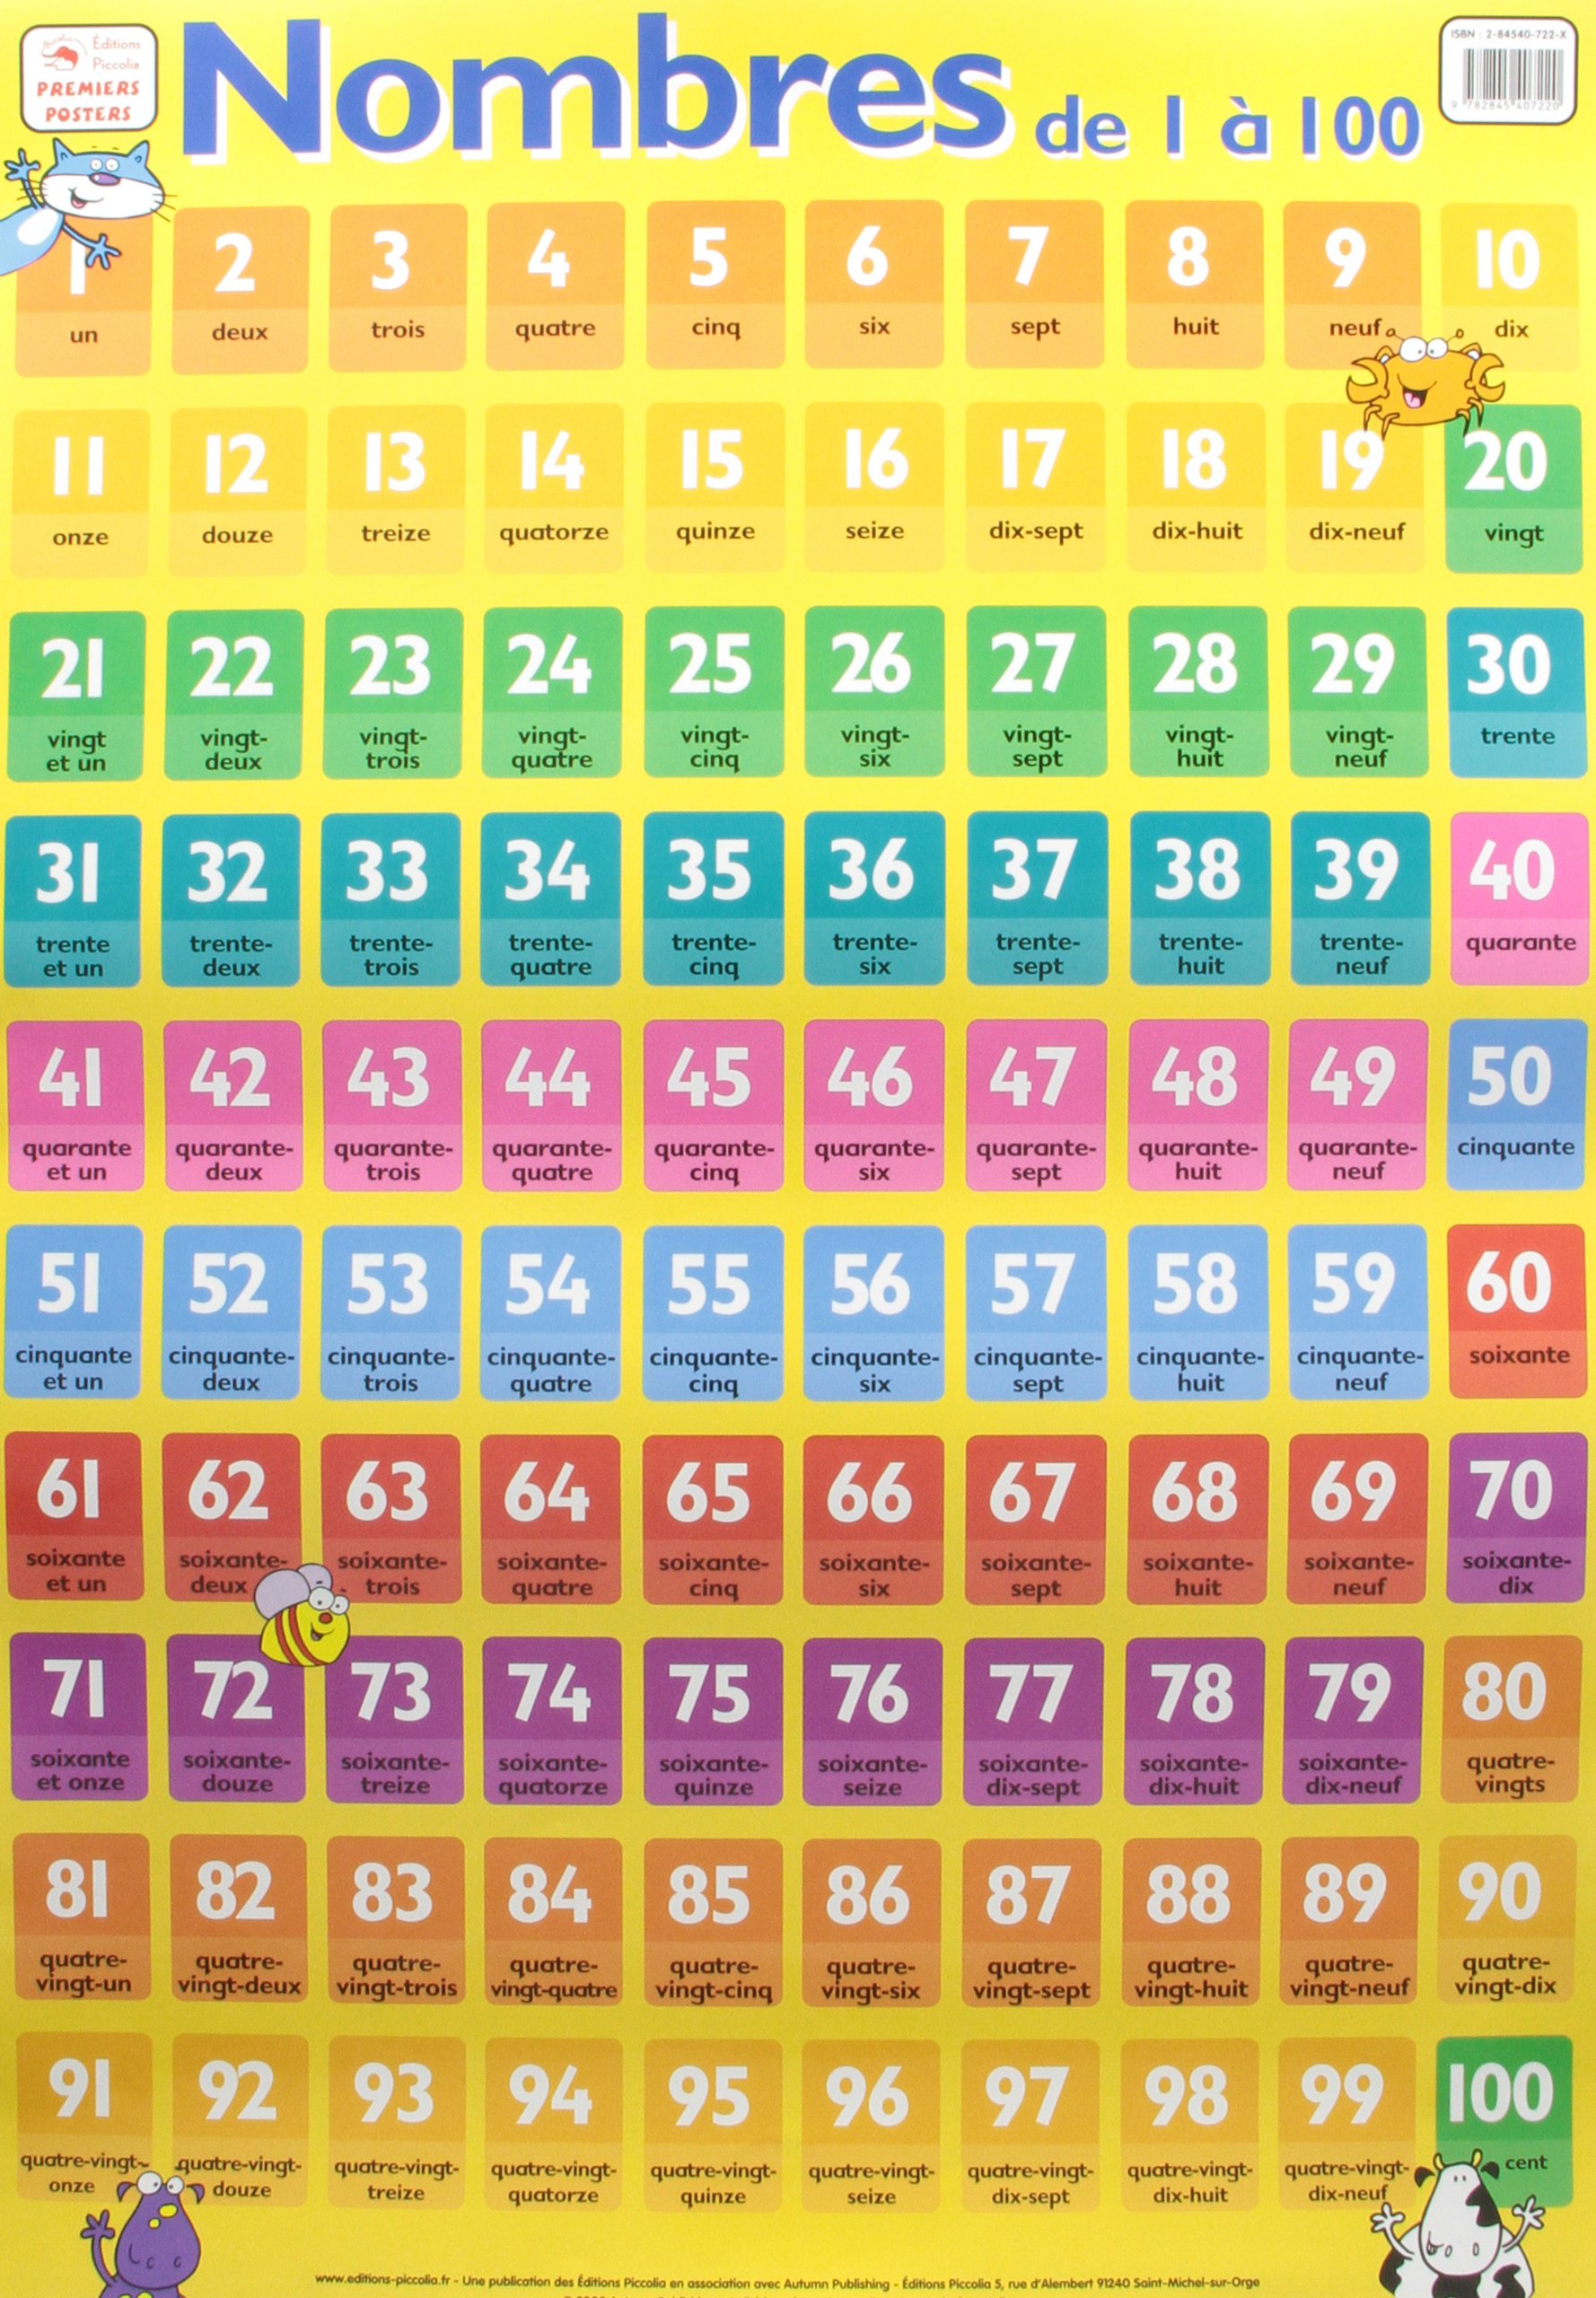 Éditions
Piccolia
PREMIERS
POSTERS
Nombres de 1 à 100
ISBN : 2-84540-722-X
9 782845 407220
1 2 3 4 5 6 7 8 9 10
un deux trois quatre cinq six sept huit neuf dix
11 12 13 14 15 16 17 18 19 20
onze douze treize quatorze quinze seize dix-sept dix-huit dix-neuf vingt
21 22 23 24 25 26 27 28 29 30
vingt vingt- vingt- vingt- vingt- vingt- vingt- vingt- vingt- trente
et un deux trois quatre cinq six sept huit neuf
31 32 33 34 35 36 37 38 39 40
trente trente- trente- trente- trente- trente- trente- trente- trente- quarante
et un deux trois quatre cinq six sept huit neuf
41 42 43 44 45 46 47 48 49 50
quarante quarante- quarante- quarante- quarante- quarante- quarante- quarante- quarante- cinquante
et un deux trois quatre cinq six sept huit neuf
51 52 53 54 55 56 57 58 59 60
cinquante cinquante- cinquante- cinquante- cinquante- cinquante- cinquante- cinquante- cinquante- soixante
et un deux trois quatre cinq six sept huit neuf
61 62 63 64 65 66 67 68 69 70
soixante soixante- soixante- soixante- soixante- soixante- soixante- soixante- soixante- soixante-
et un deux trois quatre cinq six sept huit neuf dix
71 72 73 74 75 76 77 78 79 80
soixante soixante- soixante- soixante- soixante- soixante- soixante- soixante- soixante- quatre-
et onze douze treize quatorze quinze seize dix-sept dix-huit dix-neuf vingts
81 82 83 84 85 86 87 88 89 90
quatre- quatre- quatre- quatre- quatre- quatre- quatre- quatre- quatre- quatre-
vingt-un vingt-deux vingt-trois vingt-quatre vingt-cinq vingt-six vingt-sept vingt-huit vingt-neuf vingt-dix
91 92 93 94 95 96 97 98 99 100
quatre-vingt- quatre-vingt- quatre-vingt- quatre-vingt- quatre-vingt- quatre-vingt- quatre-vingt- quatre-vingt- quatre-vingt- cent
onze douze treize quatorze quinze seize dix-sept dix-huit dix-neuf
www.editions-piccolia.fr - Une publication des Éditions Piccolia en association avec Autumn Publishing - Éditions Piccolia 5, rue d'Alembert 91240 Saint-Michel-sur-Orge